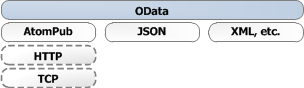 OData
AtomPub JSON XML, etc.
HTTP
TCP